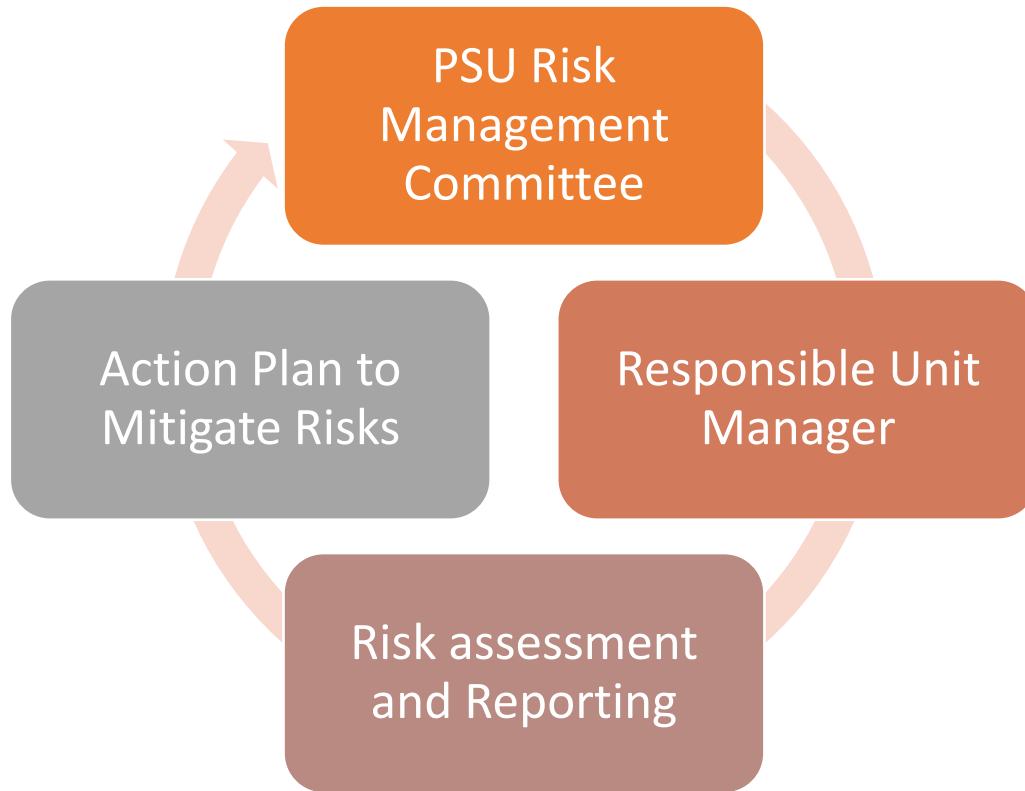 PSU Risk
Management
Committee
Action Plan to
Mitigate Risks
Responsible Unit
Manager
Risk assessment
and Reporting